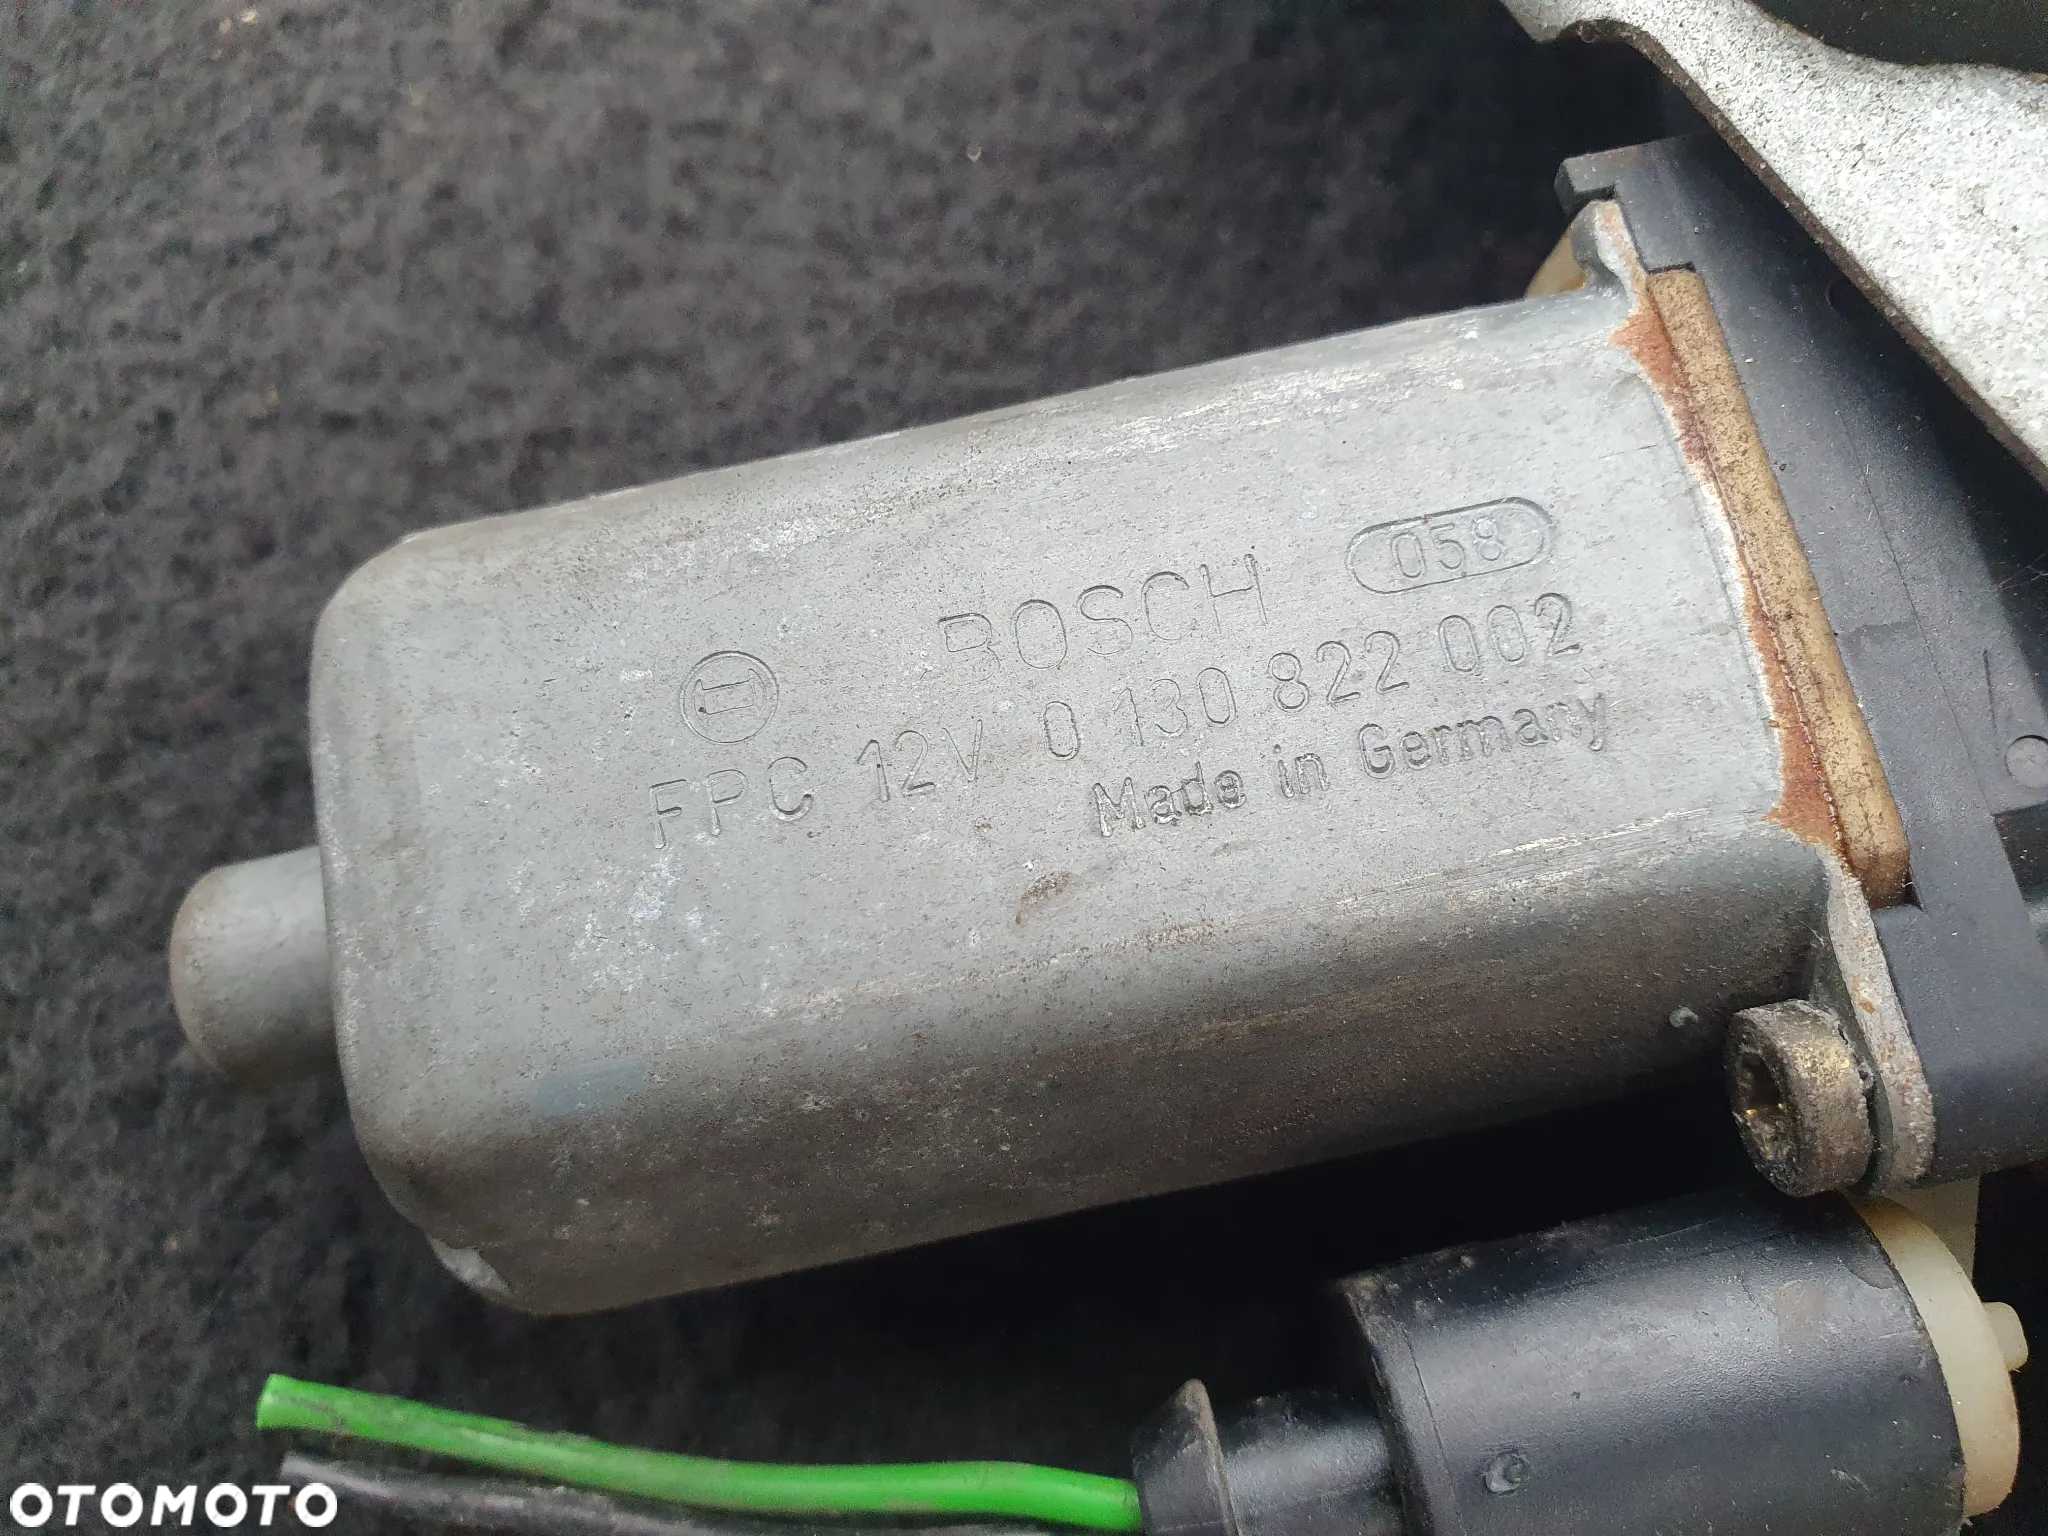 BOSCH 058
FPC 12V 0 130 822 002
Made in Germany
OTOMOTO